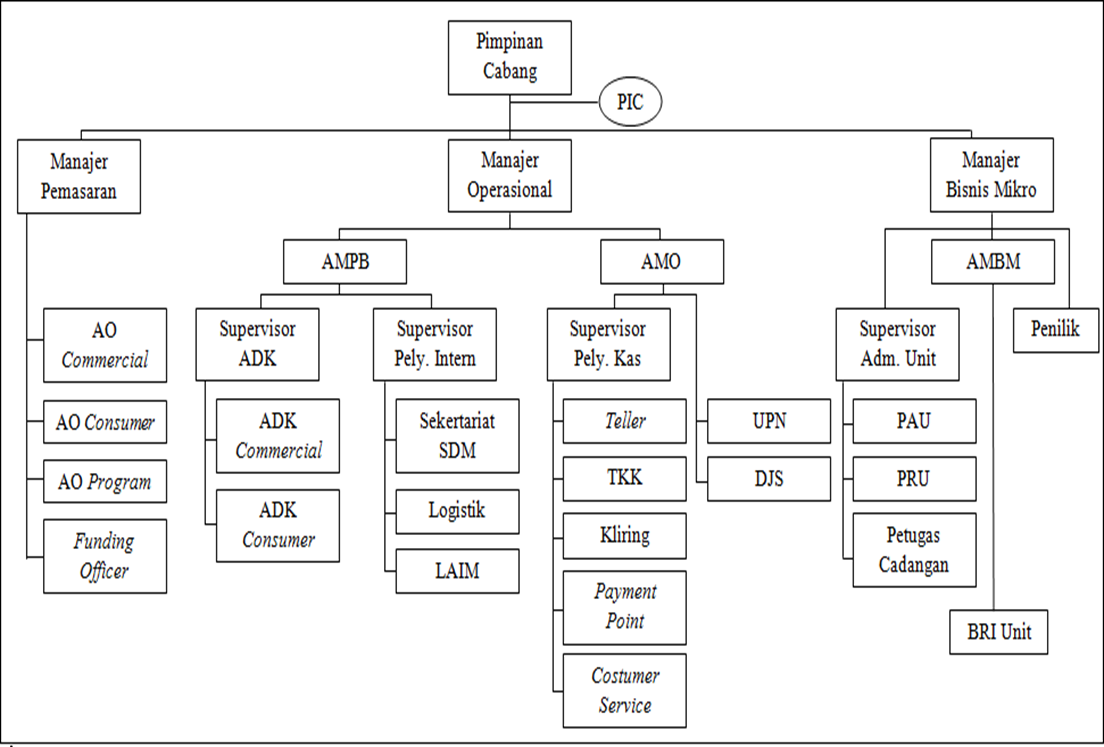 Pimpinan
Cabang
PIC
Manajer
Pemasaran
Manajer
Operasional
Manajer
Bisnis Mikro
AMPB
AMO
AMBM
AO
Commercial
AO Consumer
AO Program
Funding
Officer
Supervisor
ADK
ADK
Commercial
ADK
Consumer
Supervisor
Pely. Intern
Sekertariat
SDM
Logistik
LAIM
Supervisor
Pely. Kas
Teller
TKK
Kliring
Payment
Point
Costumer
Service
UPN
DJS
Supervisor
Adm. Unit
PAU
PRU
Petugas
Cadangan
BRI Unit
Penilik